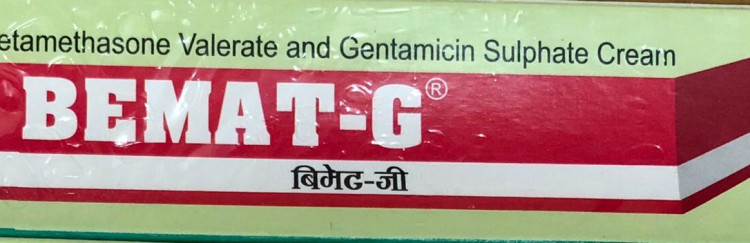 etamethasone Valerate and Gentamicin Sulphate Cream
BEMAT-G®
बिमेट-जी